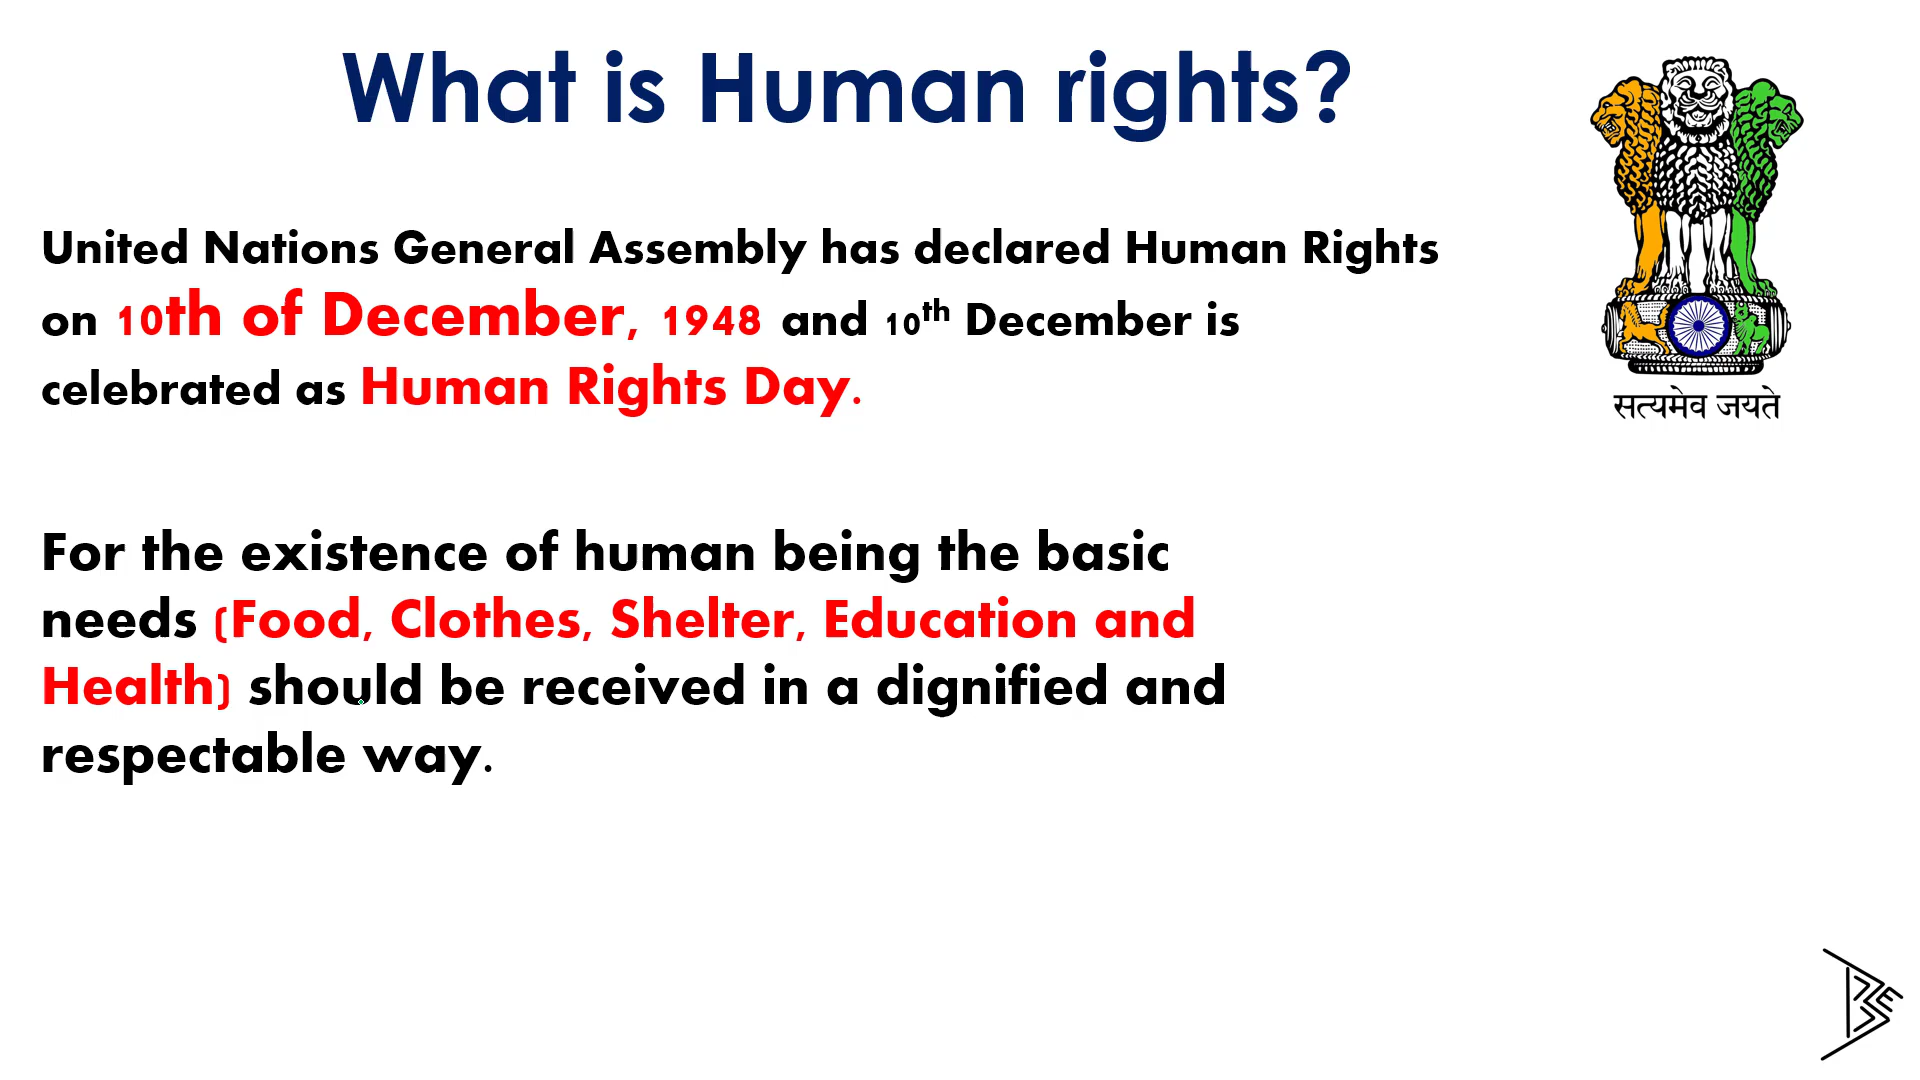 What is Human rights?
United Nations General Assembly has declared Human Rights
on 10th of December, 1948 and 10th December is
celebrated as Human Rights Day.
सत्यमेव जयते
For the existence of human being the basic
needs (Food, Clothes, Shelter, Education and
Health) should be received in a dignified and
respectable way.